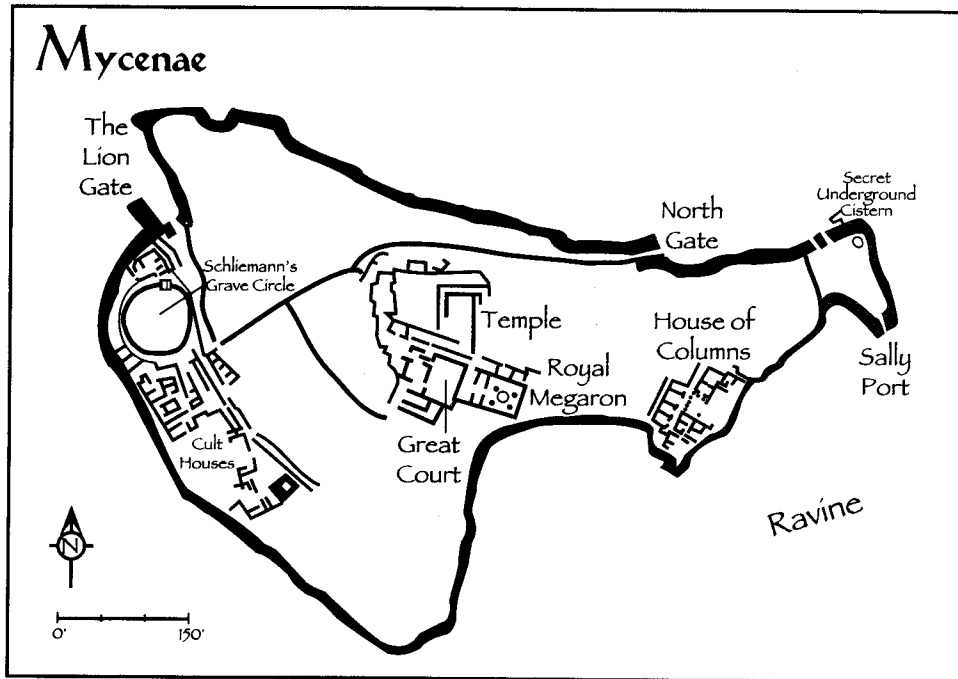 Mycenae
The
Lion
Gate
Schliemann's
Grave Circle
Cult
Houses
Temple
Royal
Megaron
Great
Court
North
Gate
House of
Columns
Secret
Underground
Cistern
Sally
Port
Ravine
N
0'
150'